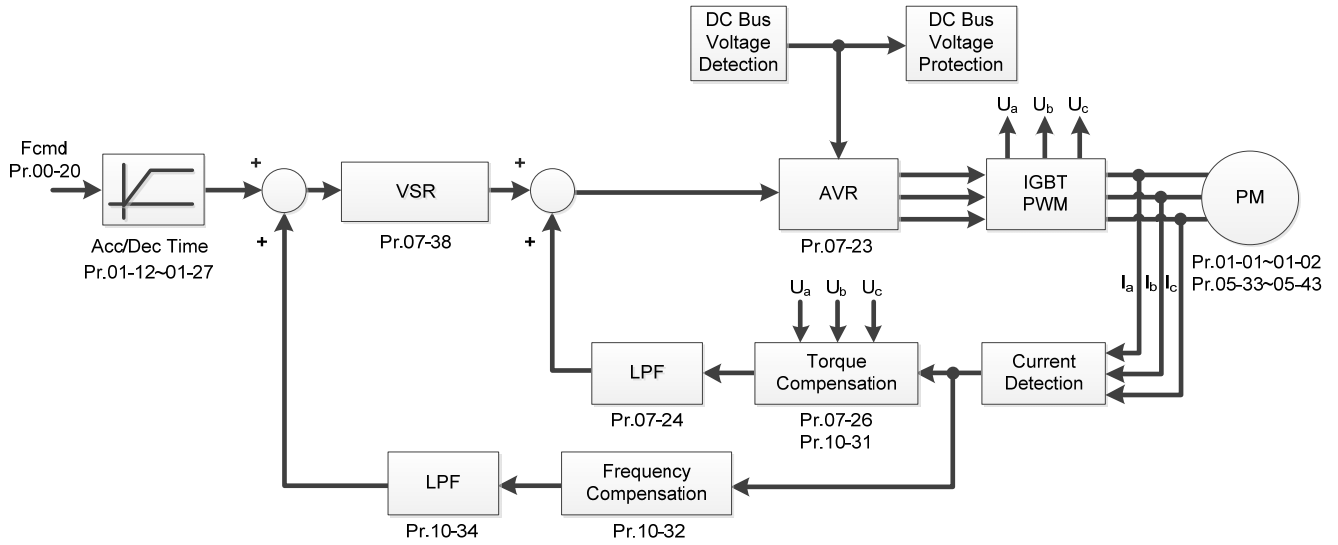 DC Bus
Voltage
Detection
DC Bus
Voltage
Protection
Ua
Ub
Uc
Fcmd
Pr.00-20
+
+
VSR
+
+
AVR
IGBT
PWM
PM
Acc/Dec Time
Pr.01-12~01-27
Pr.07-38
Pr.07-23
Pr.01-01~01-02
Pr.05-33~05-43
Ia
Ib
Ic
Ua
Ub
Uc
LPF
Torque
Compensation
Current
Detection
Pr.07-24
Pr.07-26
Pr.10-31
LPF
Frequency
Compensation
Pr.10-34
Pr.10-32